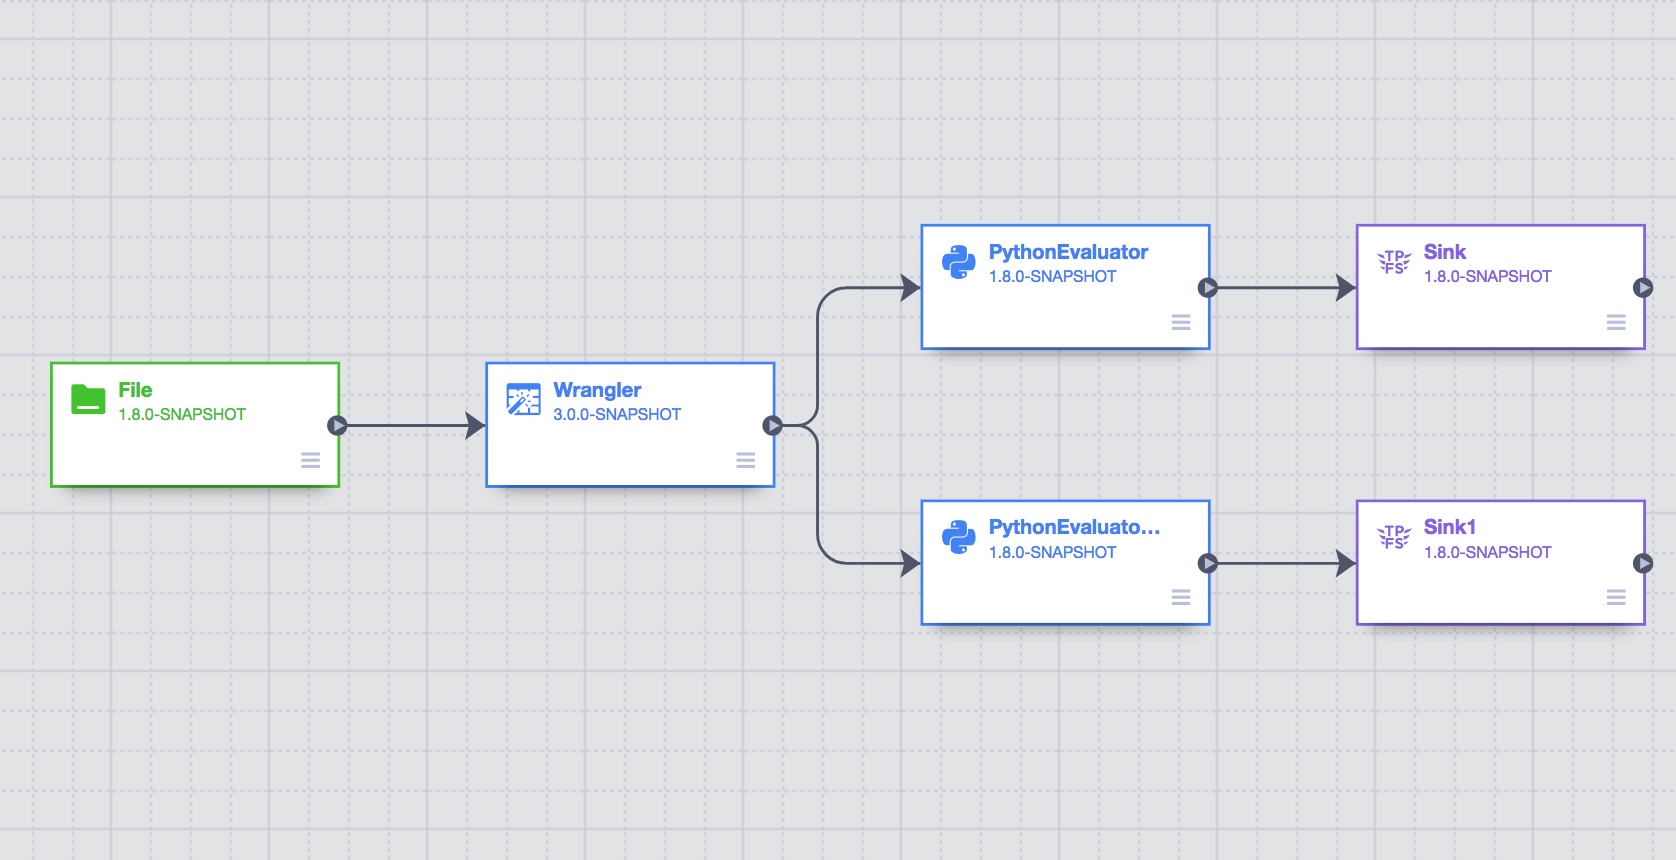 File
1.8.0-SNAPSHOT
Wrangler
3.0.0-SNAPSHOT
PythonEvaluator
1.8.0-SNAPSHOT
TP
FS
Sink
1.8.0-SNAPSHOT
PythonEvaluato...
1.8.0-SNAPSHOT
TP
FS
Sink1
1.8.0-SNAPSHOT